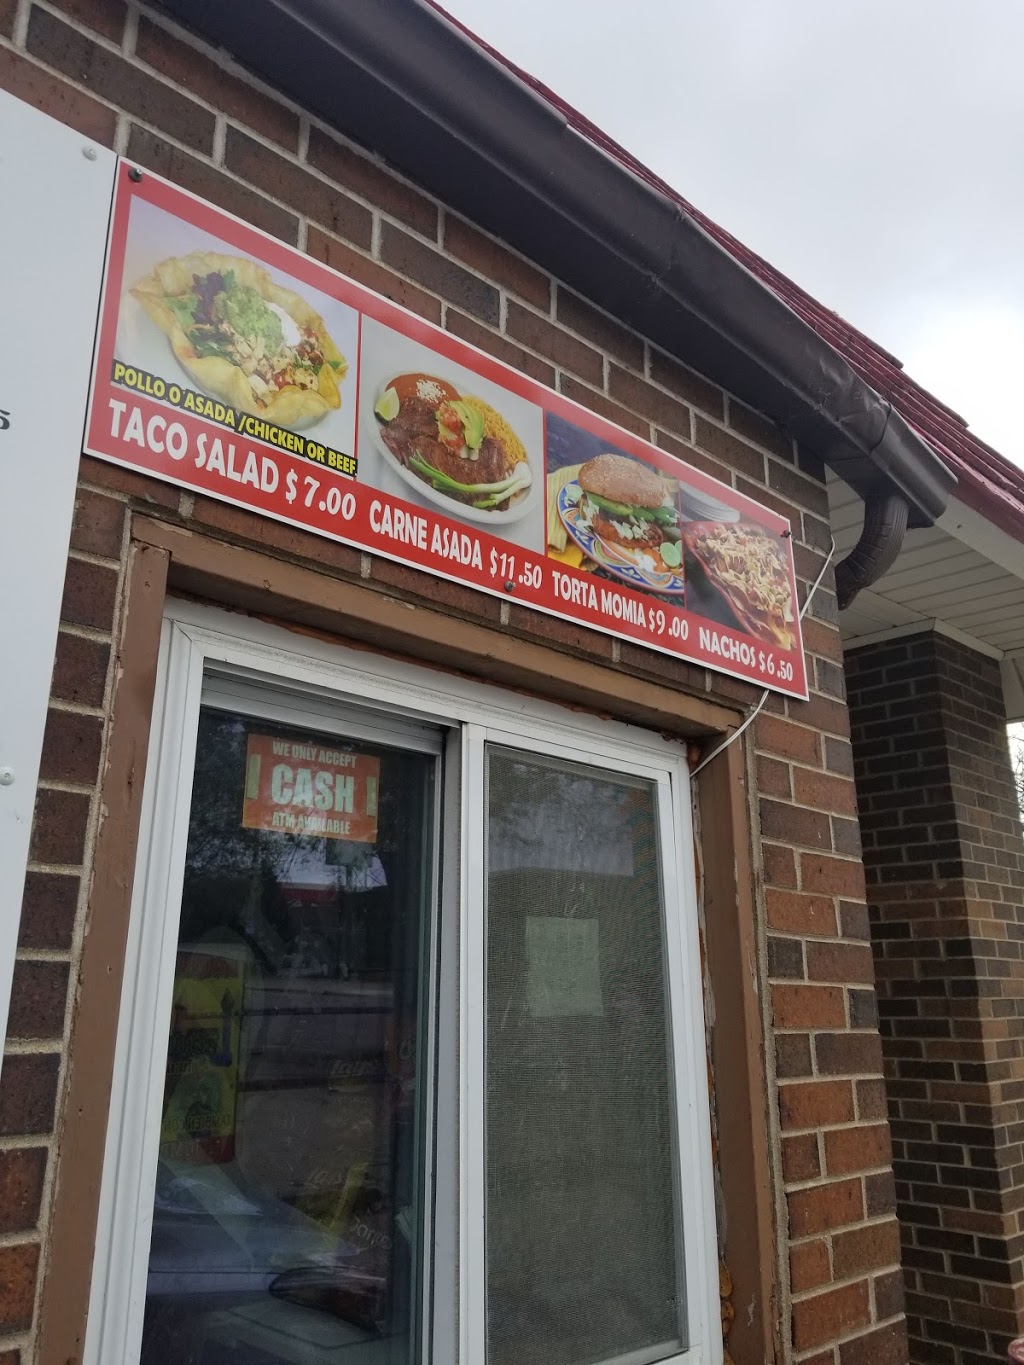 POLLO O'ASADA /CHICKEN OR BEEF
TACO SALAD $ 7.00
CARNE ASADA $11.50
TORTA MOMIA $9.00
NACHOS $6.50
5
WE ONLY ACCEPT
CASH
ATM AVAILABLE